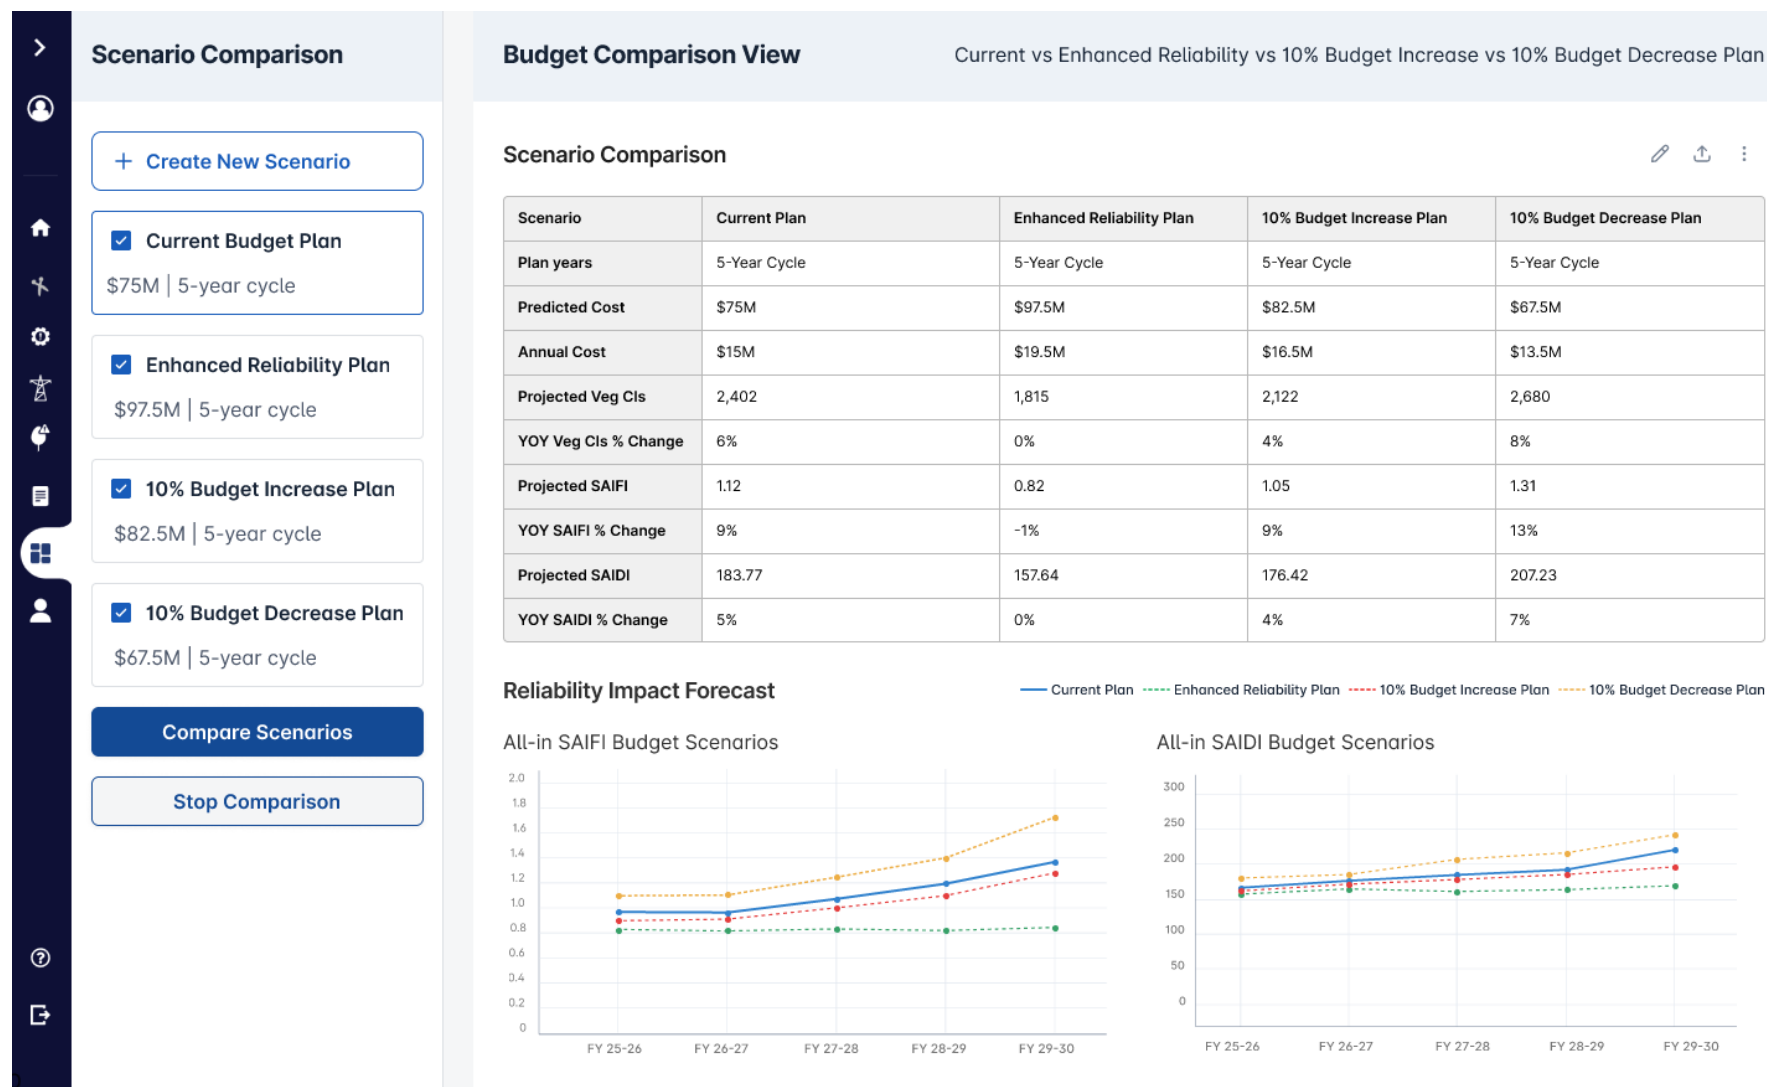 Scenario Comparison
Create New Scenario
Current Budget Plan
$75M | 5-year cycle
Enhanced Reliability Plan
$97.5M | 5-year cycle
10% Budget Increase Plan
$82.5M | 5-year cycle
10% Budget Decrease Plan
$67.5M | 5-year cycle
Compare Scenarios
Stop Comparison
Budget Comparison View
Current vs Enhanced Reliability vs 10% Budget Increase vs 10% Budget Decrease Plan
Scenario Comparison
Scenario Current Plan Enhanced Reliability Plan 10% Budget Increase Plan 10% Budget Decrease Plan
Plan years 5-Year Cycle 5-Year Cycle 5-Year Cycle 5-Year Cycle
Predicted Cost $75M $97.5M $82.5M $67.5M
Annual Cost $15M $19.5M $16.5M $13.5M
Projected Veg CIs 2,402 1,815 2,122 2,680
YOY Veg CIs % Change 6% 0% 4% 8%
Projected SAIFI 1.12 0.82 1.05 1.31
YOY SAIFI % Change 9% -1% 9% 13%
Projected SAIDI 183.77 157.64 176.42 207.23
YOY SAIDI % Change 5% 0% 4% 7%
Reliability Impact Forecast
Current Plan Enhanced Reliability Plan 10% Budget Increase Plan 10% Budget Decrease Plan
All-in SAIFI Budget Scenarios
2.0
1.8
1.6
1.4
1.2
1.0
0.8
0.6
0.4
0.2
0
FY 25-26 FY 26-27 FY 27-28 FY 28-29 FY 29-30
All-in SAIDI Budget Scenarios
300
250
200
150
100
50
0
FY 25-26 FY 26-27 FY 27-28 FY 28-29 FY 29-30